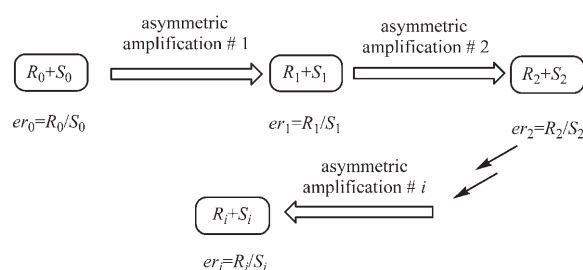 asymmetric
amplification # 1
asymmetric
amplification # 2
R₀+S₀
R₁+S₁
R₂+S₂
er₀=R₀/S₀
er₁=R₁/S₁
er₂=R₂/S₂
asymmetric
amplification # i
Rᵢ+Sᵢ
erᵢ=Rᵢ/Sᵢ